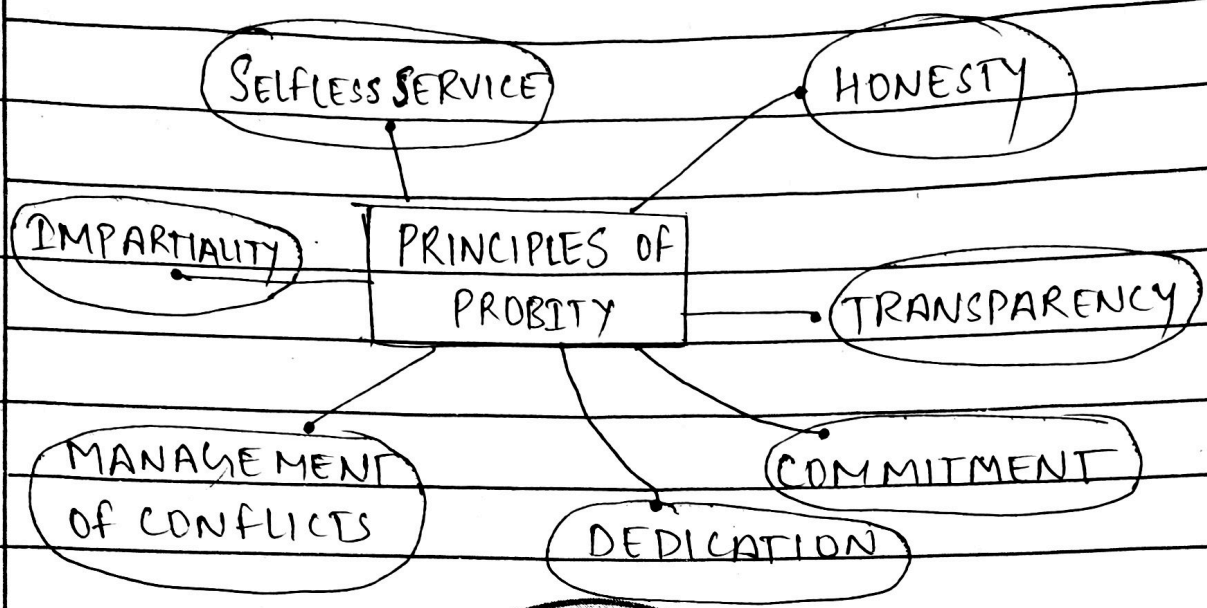 SELFLESS SERVICE
HONESTY
IMPARTIALITY
PRINCIPLES OF
PROBITY
TRANSPARENCY
MANAGEMENT
OF CONFLICTS
COMMITMENT
DEDICATION